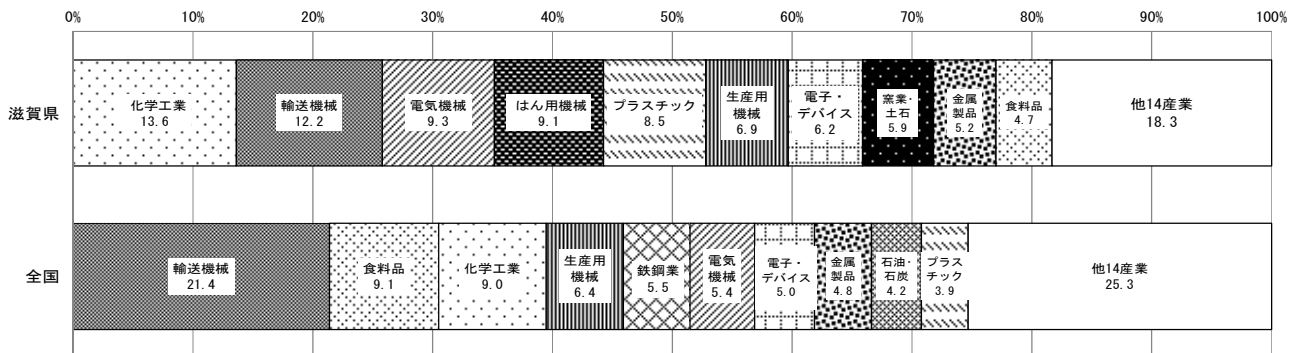 0% 10% 20% 30% 40% 50% 60% 70% 80% 90% 100%
滋賀県
化学工業
13.6
輸送機械
12.2
電気機械
9.3
はん用機械
9.1
プラスチック
8.5
生産用
機械
6.9
電子・
デバイス
6.2
窯業・
土石
5.9
金属
製品
5.2
食料品
4.7
他14産業
18.3
全国
輸送機械
21.4
食料品
9.1
化学工業
9.0
生産用
機械
6.4
鉄鋼業
5.5
電気
機械
5.4
電子・
デバイス
5.0
金属
製品
4.8
石油・
石炭
4.2
プラス
チック
3.9
他14産業
25.3